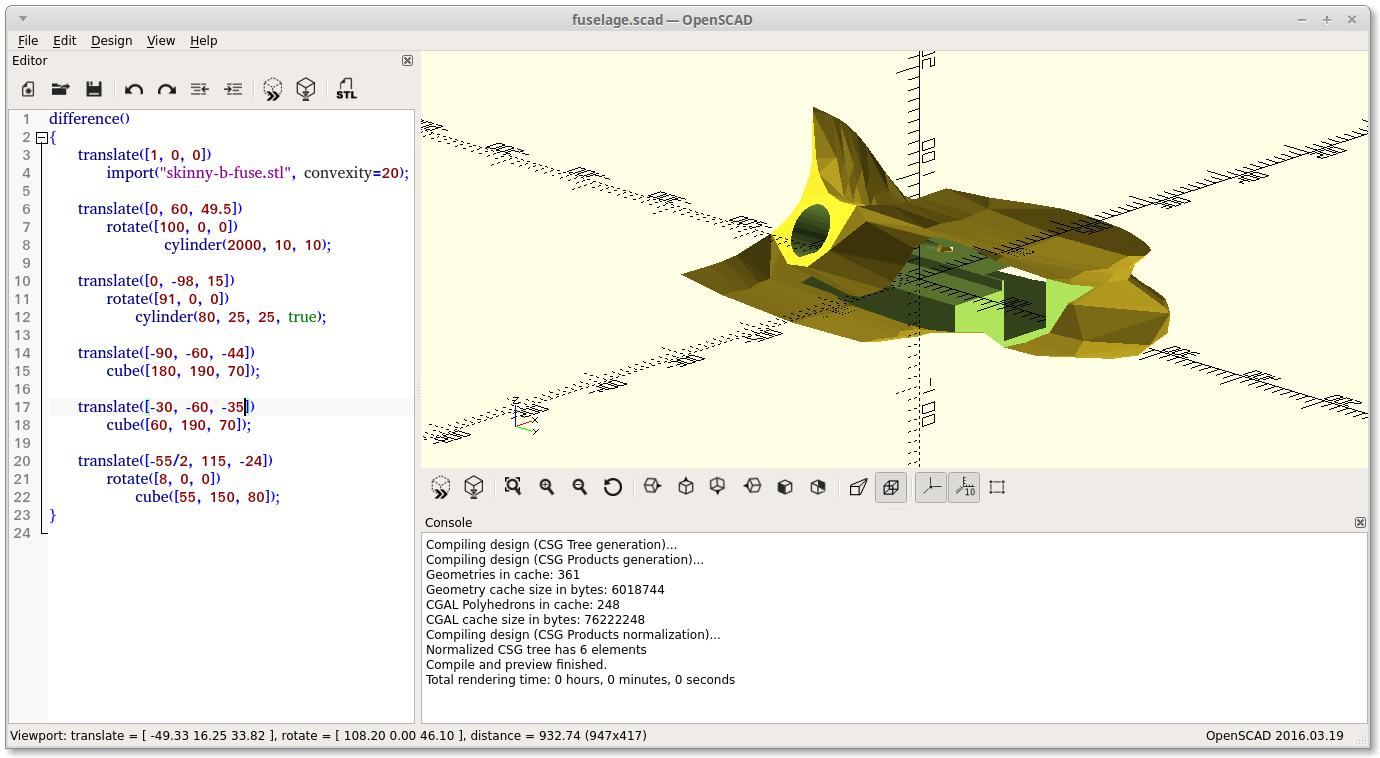 fuselage.scad — OpenSCAD
File Edit Design View Help
Editor
STL
1 difference()
2 {
3 translate([1, 0, 0])
4 import("skinny-b-fuse.stl", convexity=20);
5
6 translate([0, 60, 49.5])
7 rotate([100, 0, 0])
8 cylinder(2000, 10, 10);
9
10 translate([0, -98, 15])
11 rotate([91, 0, 0])
12 cylinder(80, 25, 25, true);
13
14 translate([-90, -60, -44])
15 cube([180, 190, 70]);
16
17 translate([-30, -60, -35])
18 cube([60, 190, 70]);
19
20 translate([-55/2, 115, -24])
21 rotate([8, 0, 0])
22 cube([55, 150, 80]);
23 }
24
10
Console
Compiling design (CSG Tree generation)...
Compiling design (CSG Products generation)...
Geometries in cache: 361
Geometry cache size in bytes: 6018744
CGAL Polyhedrons in cache: 248
CGAL cache size in bytes: 76222248
Compiling design (CSG Products normalization)...
Normalized CSG tree has 6 elements
Compile and preview finished.
Total rendering time: 0 hours, 0 minutes, 0 seconds
Viewport: translate = [ -49.33 16.25 33.82 ], rotate = [ 108.20 0.00 46.10 ], distance = 932.74 (947x417)
OpenSCAD 2016.03.19